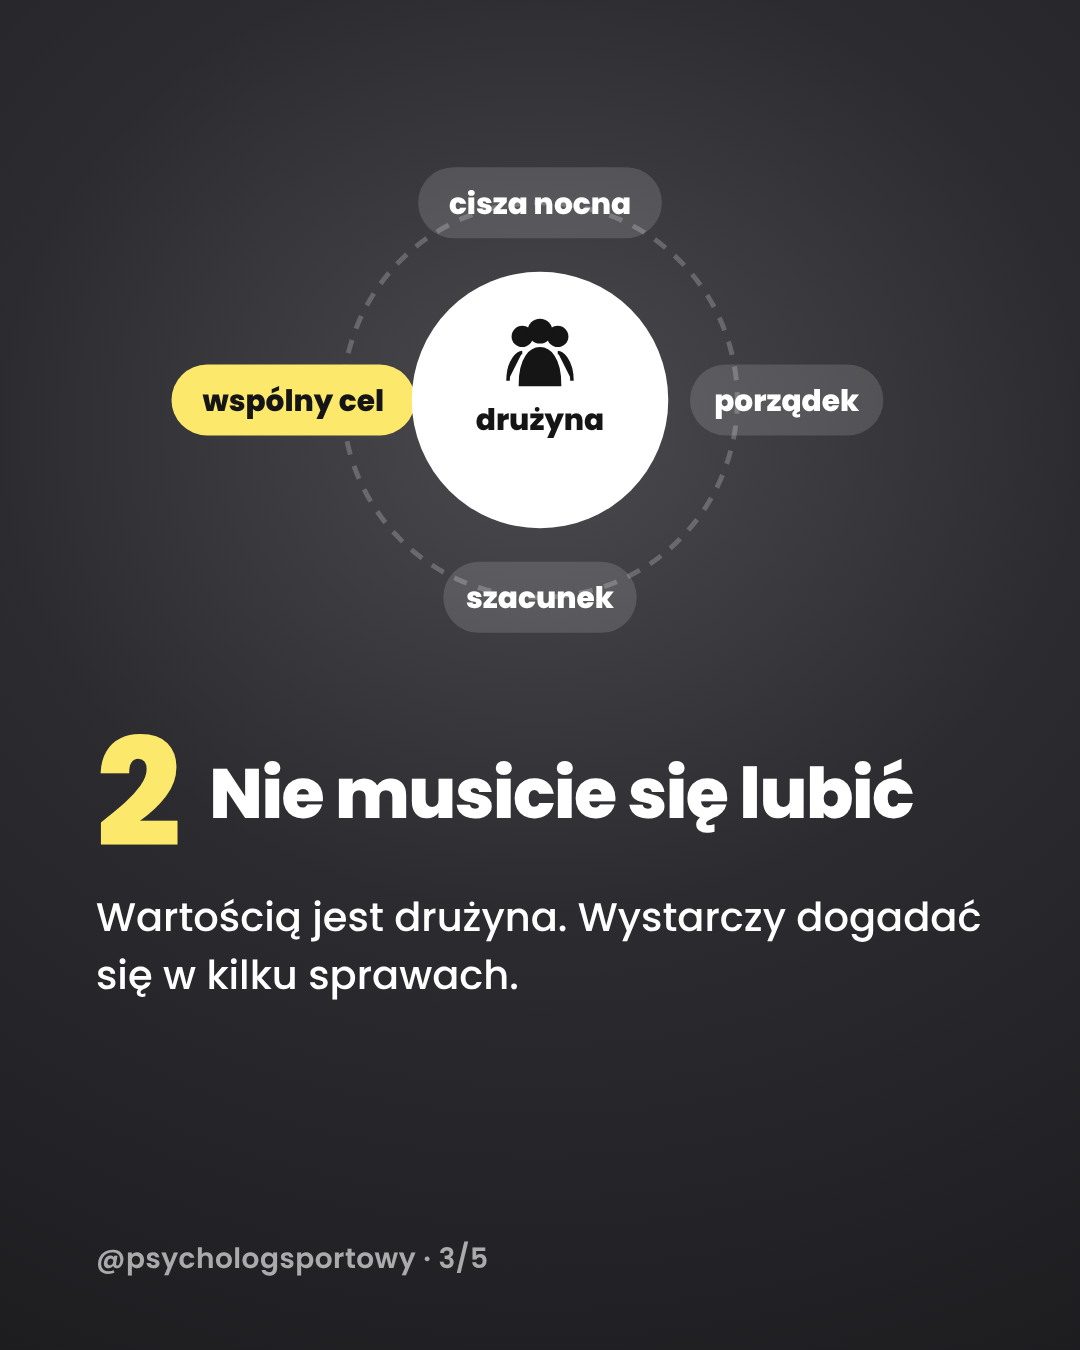 cisza nocna
wspólny cel
drużyna
porządek
szacunek
2 Nie musicie się lubić
Wartością jest drużyna. Wystarczy dogadać
się w kilku sprawach.
@psychologsportowy · 3/5